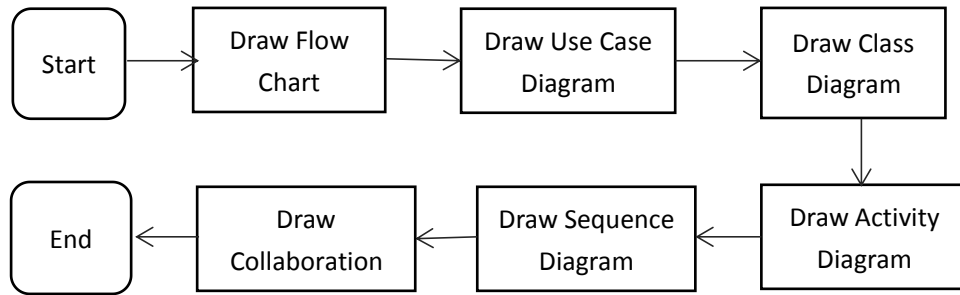 Start
Draw Flow
Chart
Draw Use Case
Diagram
Draw Class
Diagram
Draw Activity
Diagram
Draw Sequence
Diagram
Draw
Collaboration
End